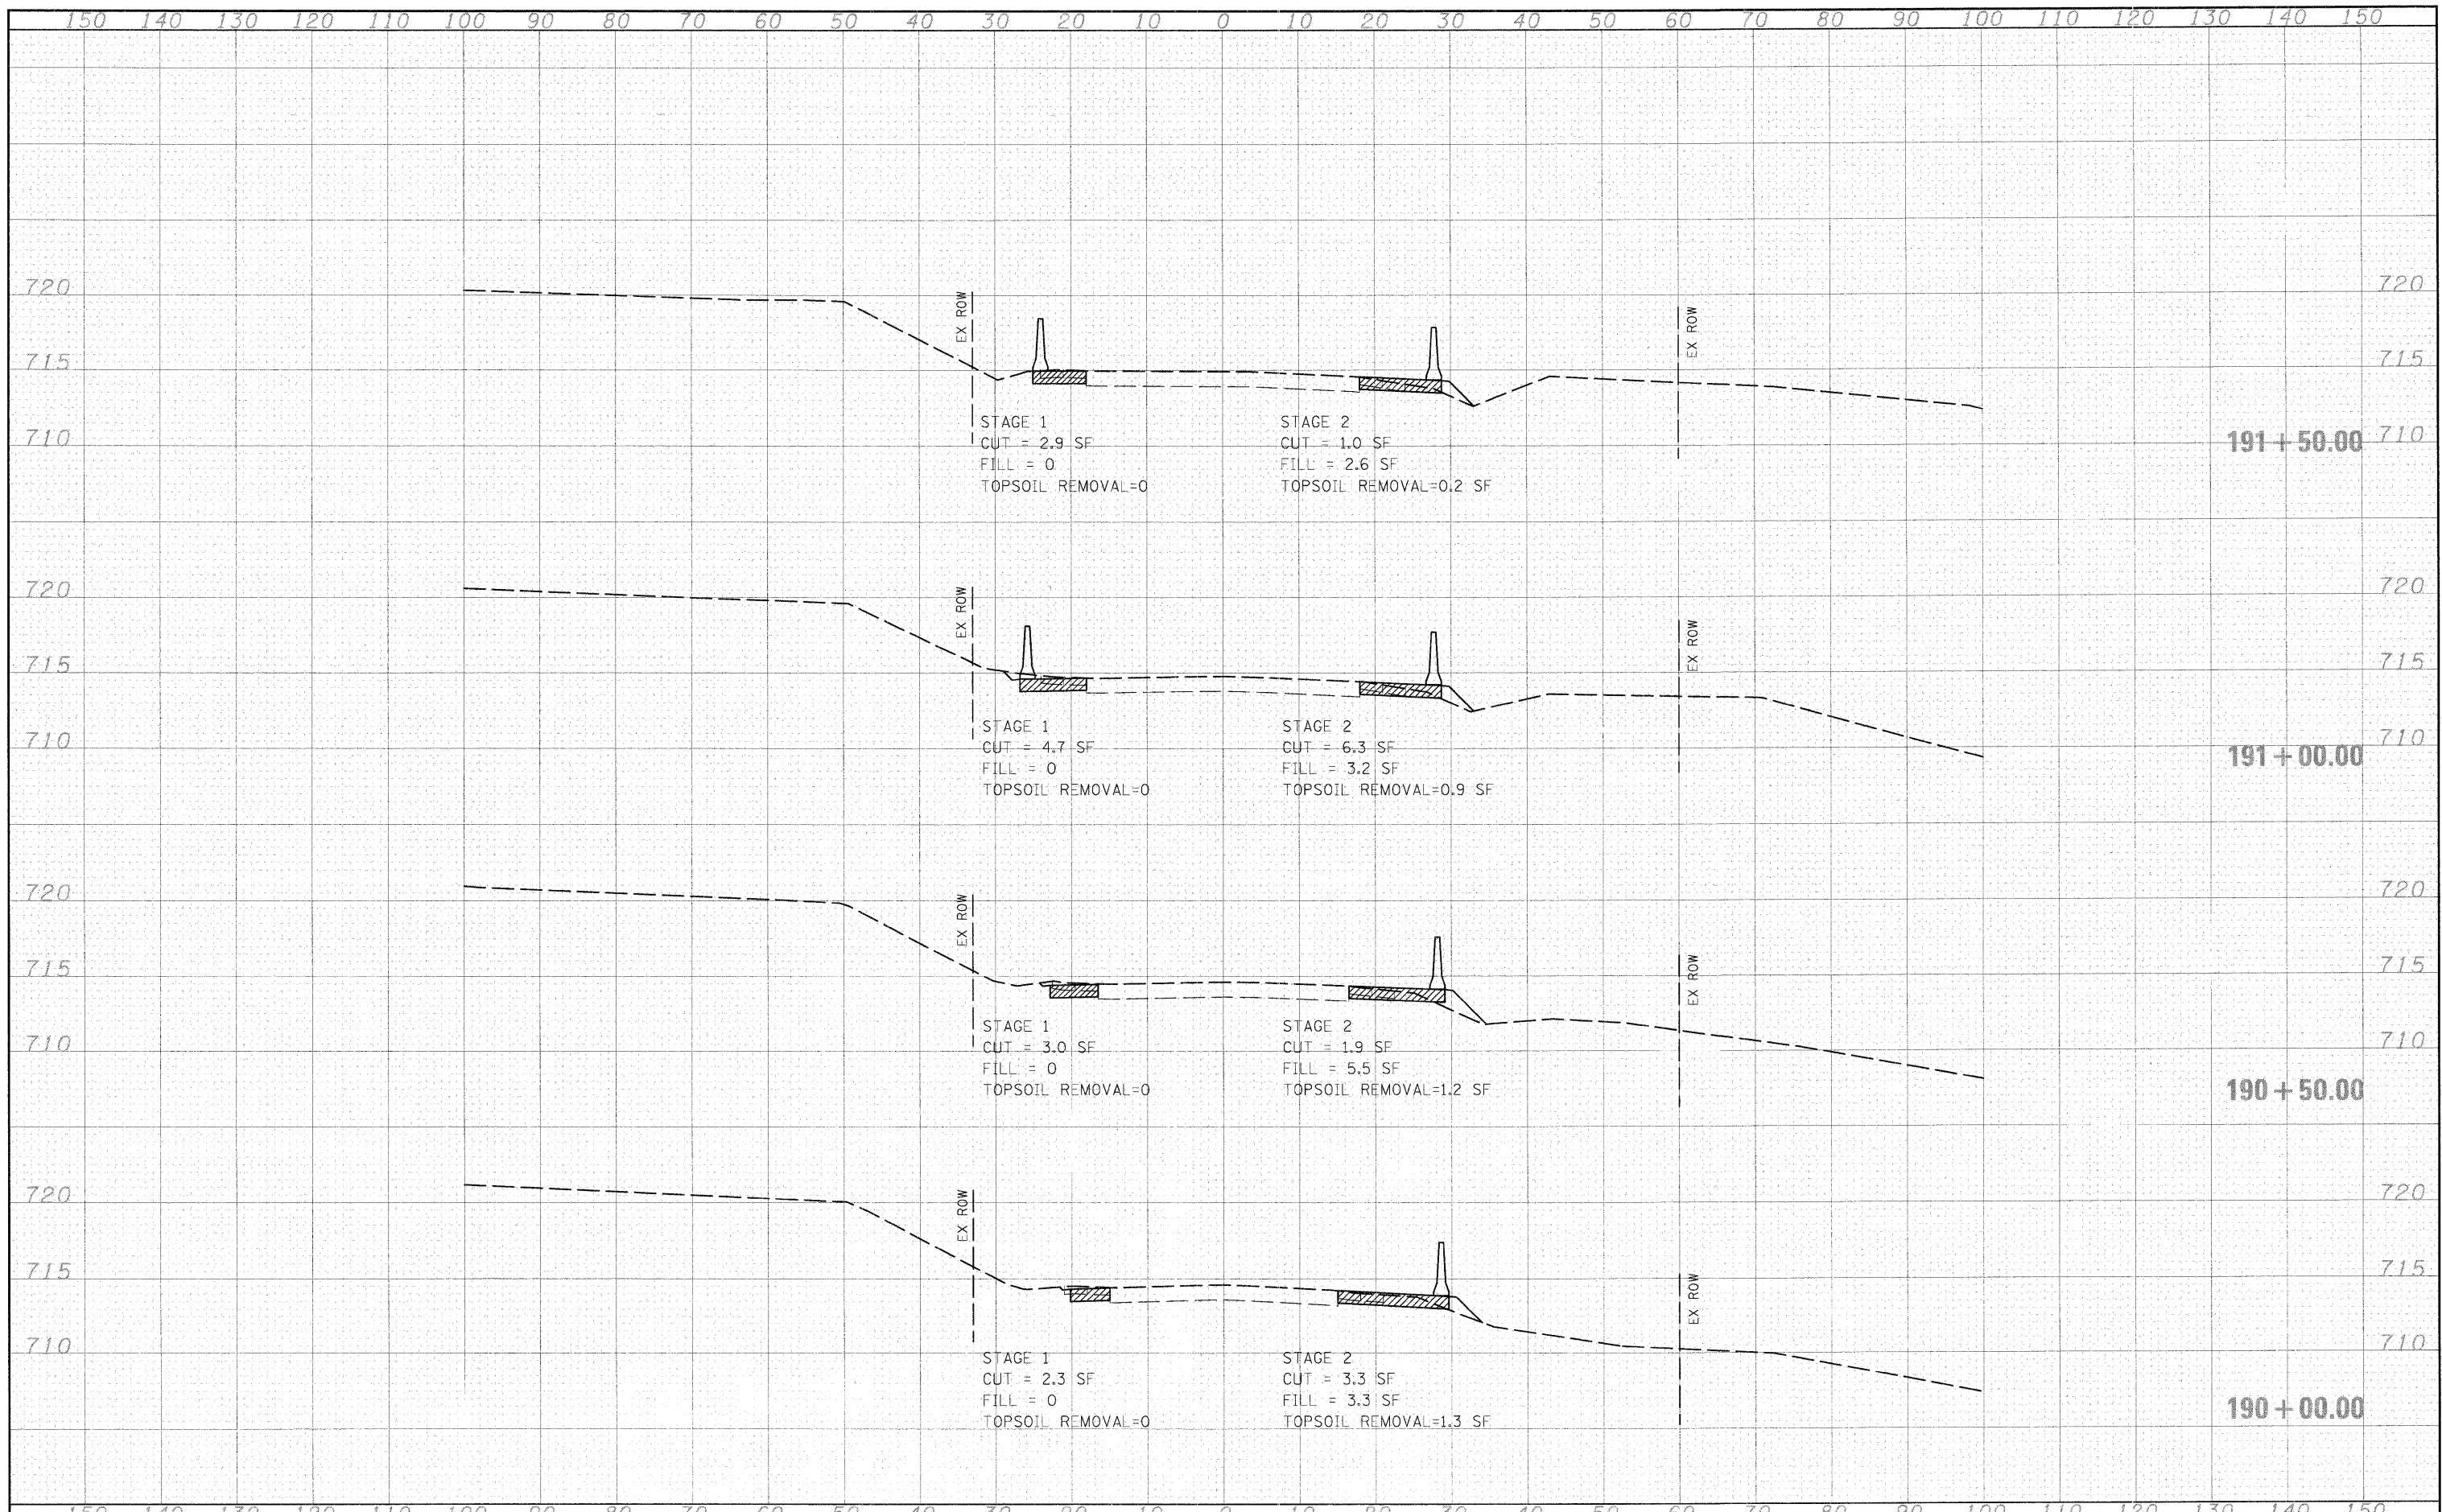 150 140 130 120 110 100 90 80 70 60 50 40 30 20 10 0 10 20 30 40 50 60 70 80 90 100 110 120 130 140 150
720 EX ROW EX ROW 720
715 715
STAGE 1 STAGE 2
710 CUT = 2.9 SF CUT = 1.0 SF 191+50.00 710
FILL = 0 FILL = 2.6 SF
TOPSOIL REMOVAL=0 TOPSOIL REMOVAL=0.2 SF
720 EX ROW EX ROW 720
715 715
STAGE 1 STAGE 2
710 CUT = 4.7 SF CUT = 6.3 SF 191+00.00 710
FILL = 0 FILL = 3.2 SF
TOPSOIL REMOVAL=0 TOPSOIL REMOVAL=0.9 SF
720 EX ROW EX ROW 720
715 715
STAGE 1 STAGE 2
710 CUT = 3.0 SF CUT = 1.9 SF 710
FILL = 0 FILL = 5.5 SF
TOPSOIL REMOVAL=0 TOPSOIL REMOVAL=1.2 SF 190+50.00
720 EX ROW EX ROW 720
715 715
710 STAGE 1 STAGE 2 710
CUT = 2.3 SF CUT = 3.3 SF
FILL = 0 FILL = 3.3 SF
TOPSOIL REMOVAL=0 TOPSOIL REMOVAL=1.3 SF 190+00.00
150 140 130 120 110 100 90 80 70 60 50 40 30 20 10 0 10 20 30 40 50 60 70 80 90 100 110 120 130 140 150